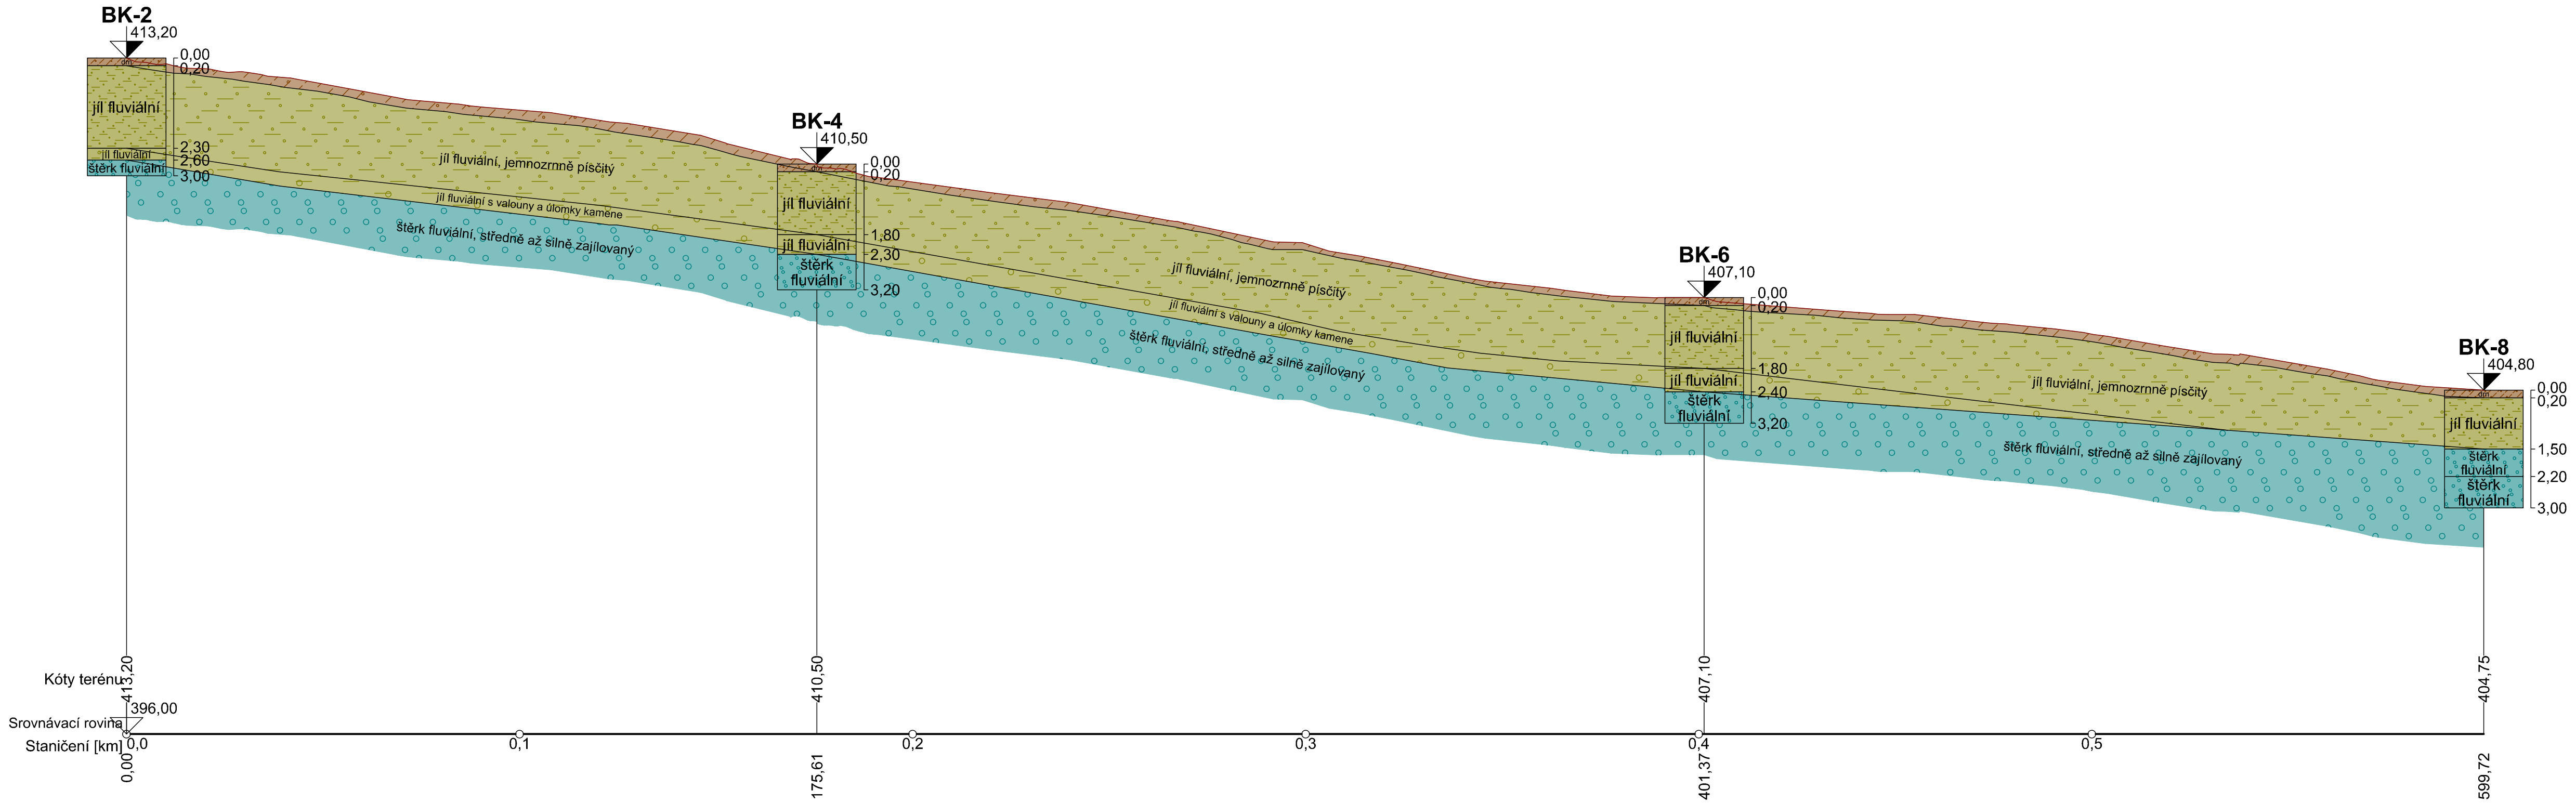 BK-2
413,20
0,00
dm
0,20
jíl fluviální
2,30
jíl fluviální
2,60
štěrk fluviální
3,00
jíl fluviální, jemnozrnně písčitý
jíl fluviální s valouny a úlomky kamene
štěrk fluviální, středně až silně zajílovaný
BK-4
410,50
0,00
dm
0,20
jíl fluviální
1,80
jíl fluviální
2,30
štěrk
fluviální
3,20
jíl fluviální, jemnozrnně písčitý
jíl fluviální s valouny a úlomky kamene
štěrk fluviální, středně až silně zajílovaný
BK-6
407,10
0,00
dm
0,20
jíl fluviální
1,80
jíl fluviální
2,40
štěrk
fluviální
3,20
jíl fluviální, jemnozrnně písčitý
štěrk fluviální, středně až silně zajílovaný
BK-8
404,80
0,00
dm
0,20
jíl fluviální
1,50
štěrk
fluviální
2,20
štěrk
fluviální
3,00
Kóty terénu
413,20
410,50
407,10
404,75
396,00
Srovnávací rovina
Staničení [km]
0,0
0,1
0,2
0,3
0,4
0,5
0,00
175,61
401,37
599,72